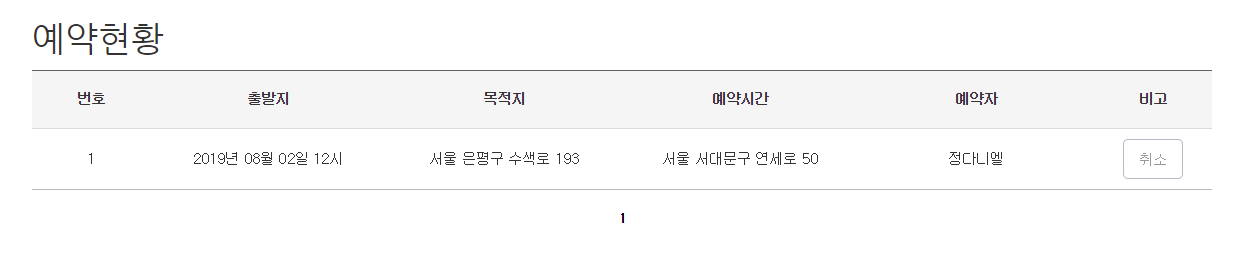 예약현황
번호 출발지 목적지 예약시간 예약자 비고
1 2019년 08월 02일 12시 서울 은평구 수색로 193 서울 서대문구 연세로 50 정다니엘 취소
1